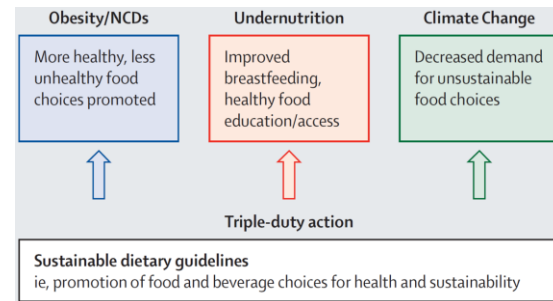 Obesity/NCDs
Undernutrition
Climate Change
More healthy, less
unhealthy food
choices promoted
Improved
breastfeeding,
healthy food
education/access
Decreased demand
for unsustainable
food choices
Triple-duty action
Sustainable dietary guidelines
ie, promotion of food and beverage choices for health and sustainability